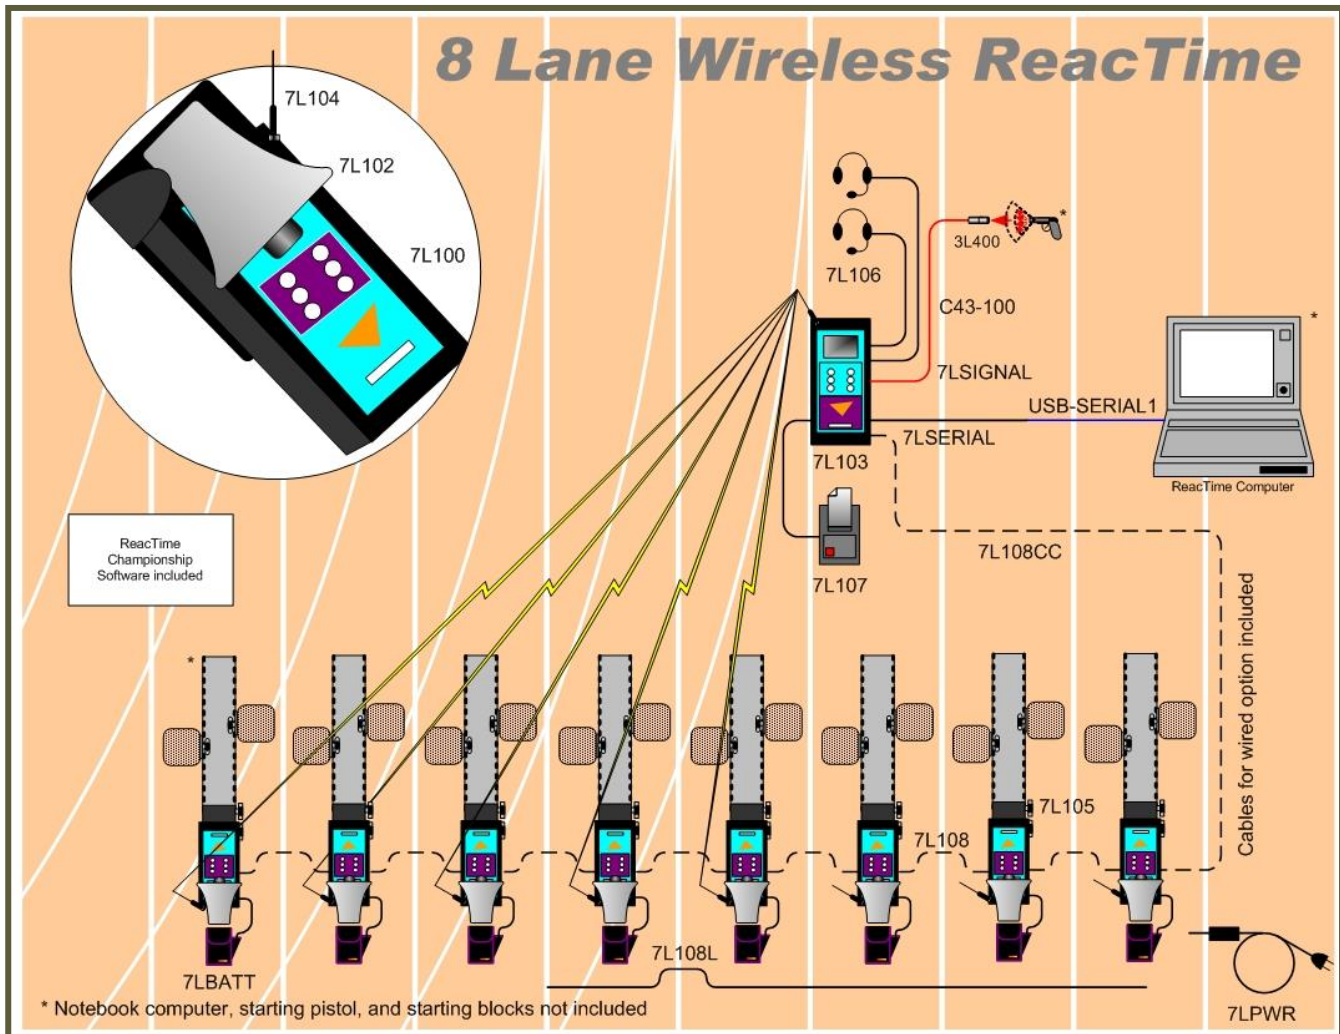 8 Lane Wireless ReacTime
7L104
7L102
7L100
7L106
3L400
*
C43-100
*
7LSIGNAL
USB-SERIAL1
7LSERIAL
7L103
ReacTime Computer
ReacTime
Championship
Software included
7L108CC
7L107
Cables for wired option included
*
7L105
7L108
7L108L
7LBATT
* Notebook computer, starting pistol, and starting blocks not included
7LPWR